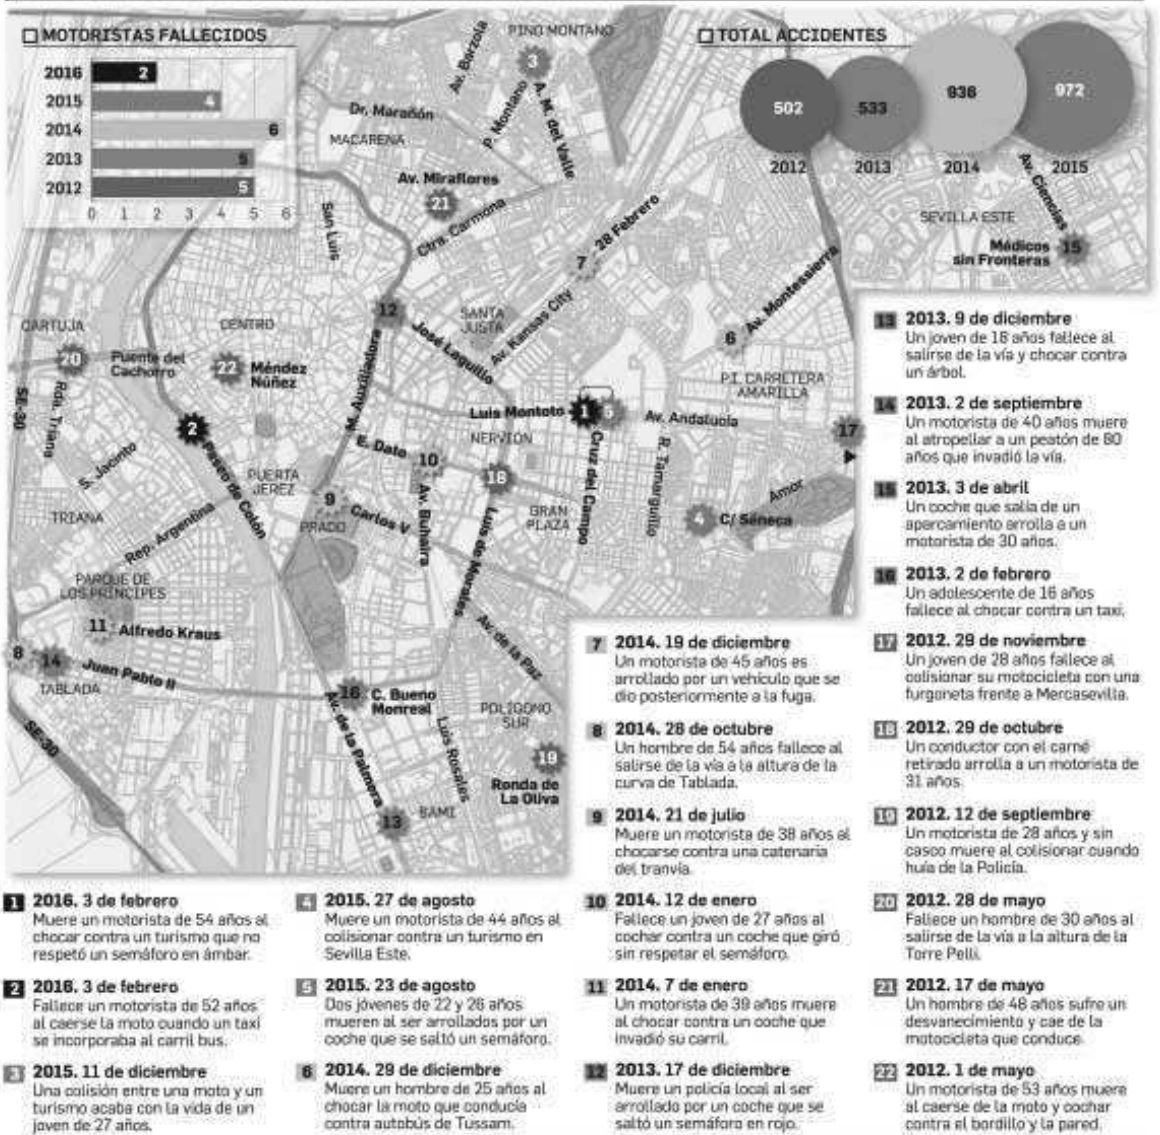 MOTORISTAS FALLECIDOS
2016 2
2015 4
2014 6
2013 5
2012 5
0 1 2 3 4 5 6
TOTAL ACCIDENTES
502 533 936 972
2012 2013 2014 2015
PINO MONTANO
3
Av. Barzola
P. Montano
A. M. del Valle
Dr. Marañón
MACARENA
Av. Miraflores
21
Ctra. Carmona
San Luis
28 Febrero
7
Av. Ciencias
SEVILLA ESTE
Médicos
sin Fronteras
15
Av. Montessierra
6
CARTUJA
20
Puente del
Cachorro
CENTRO
22
Méndez
Núñez
12
SANTA
JUSTA
José Laguillo
Av. Kansas City
M. Auxiliadora
P.I. CARRETERA
AMARILLA
SE-30
Rda. Triana
2
Luis Montoto
1
5
Av. Andalucía
17
NERVION
E. Dato
10
18
Cruz del Campo
R. Tamarguillo
S. Jacinto
Paseo de Colón
PUERTA
JEREZ
9
Carlos V
PRADO
Av. Buhaira
GRAN
PLAZA
4
C/ Séneca
Amor
TRIANA
Rep. Argentina
Luis de Morales
PARQUE DE
LOS PRÍNCIPES
11
Alfredo Kraus
Av. de la Paz
8
14
Juan Pablo II
TABLADA
16
C. Bueno
Monreal
POLÍGONO
SUR
SE-30
Av. de la Palmera
Luis Rosales
19
Ronda de
La Oliva
13
BAMI
1 2016. 3 de febrero
Muere un motorista de 54 años al
chocar contra un turismo que no
respetó un semáforo en ámbar.
2 2016. 3 de febrero
Fallece un motorista de 52 años
al caerse la moto cuando un taxi
se incorporaba al carril bus.
3 2015. 11 de diciembre
Una colisión entre una moto y un
turismo acaba con la vida de un
joven de 27 años.
4 2015. 27 de agosto
Muere un motorista de 44 años al
colisionar contra un turismo en
Sevilla Este.
5 2015. 23 de agosto
Dos jóvenes de 22 y 26 años
mueren al ser arrollados por un
coche que se saltó un semáforo.
6 2014. 29 de diciembre
Muere un hombre de 25 años al
chocar la moto que conducía
contra autobús de Tussam.
7 2014. 19 de diciembre
Un motorista de 45 años es
arrollado por un vehículo que se
dio posteriormente a la fuga.
8 2014. 28 de octubre
Un hombre de 54 años fallece al
salirse de la vía a la altura de la
curva de Tablada.
9 2014. 21 de julio
Muere un motorista de 38 años al
chocarse contra una catenaria
del tranvía.
10 2014. 12 de enero
Fallece un joven de 27 años al
cochar contra un coche que giró
sin respetar el semáforo.
11 2014. 7 de enero
Un motorista de 39 años muere
al chocar contra un coche que
invadió su carril.
12 2013. 17 de diciembre
Muere un policía local al ser
arrollado por un coche que se
saltó un semáforo en rojo.
13 2013. 9 de diciembre
Un joven de 18 años fallece al
salirse de la vía y chocar contra
un árbol.
14 2013. 2 de septiembre
Un motorista de 40 años muere
al atropellar a un peatón de 80
años que invadió la vía.
15 2013. 3 de abril
Un coche que salía de un
aparcamiento arrolla a un
motorista de 30 años.
16 2013. 2 de febrero
Un adolescente de 16 años
fallece al chocar contra un taxi.
17 2012. 29 de noviembre
Un joven de 28 años fallece al
colisionar su motocicleta con una
furgoneta frente a Mercasevilla.
18 2012. 29 de octubre
Un conductor con el carné
retirado arrolla a un motorista de
31 años.
19 2012. 12 de septiembre
Un motorista de 28 años y sin
casco muere al colisionar cuando
huía de la Policía.
20 2012. 28 de mayo
Fallece un hombre de 30 años al
salirse de la vía a la altura de la
Torre Pelli.
21 2012. 17 de mayo
Un hombre de 48 años sufre un
desvanecimiento y cae de la
motocicleta que conduce.
22 2012. 1 de mayo
Un motorista de 53 años muere
al caerse de la moto y cochar
contra el bordillo y la pared.